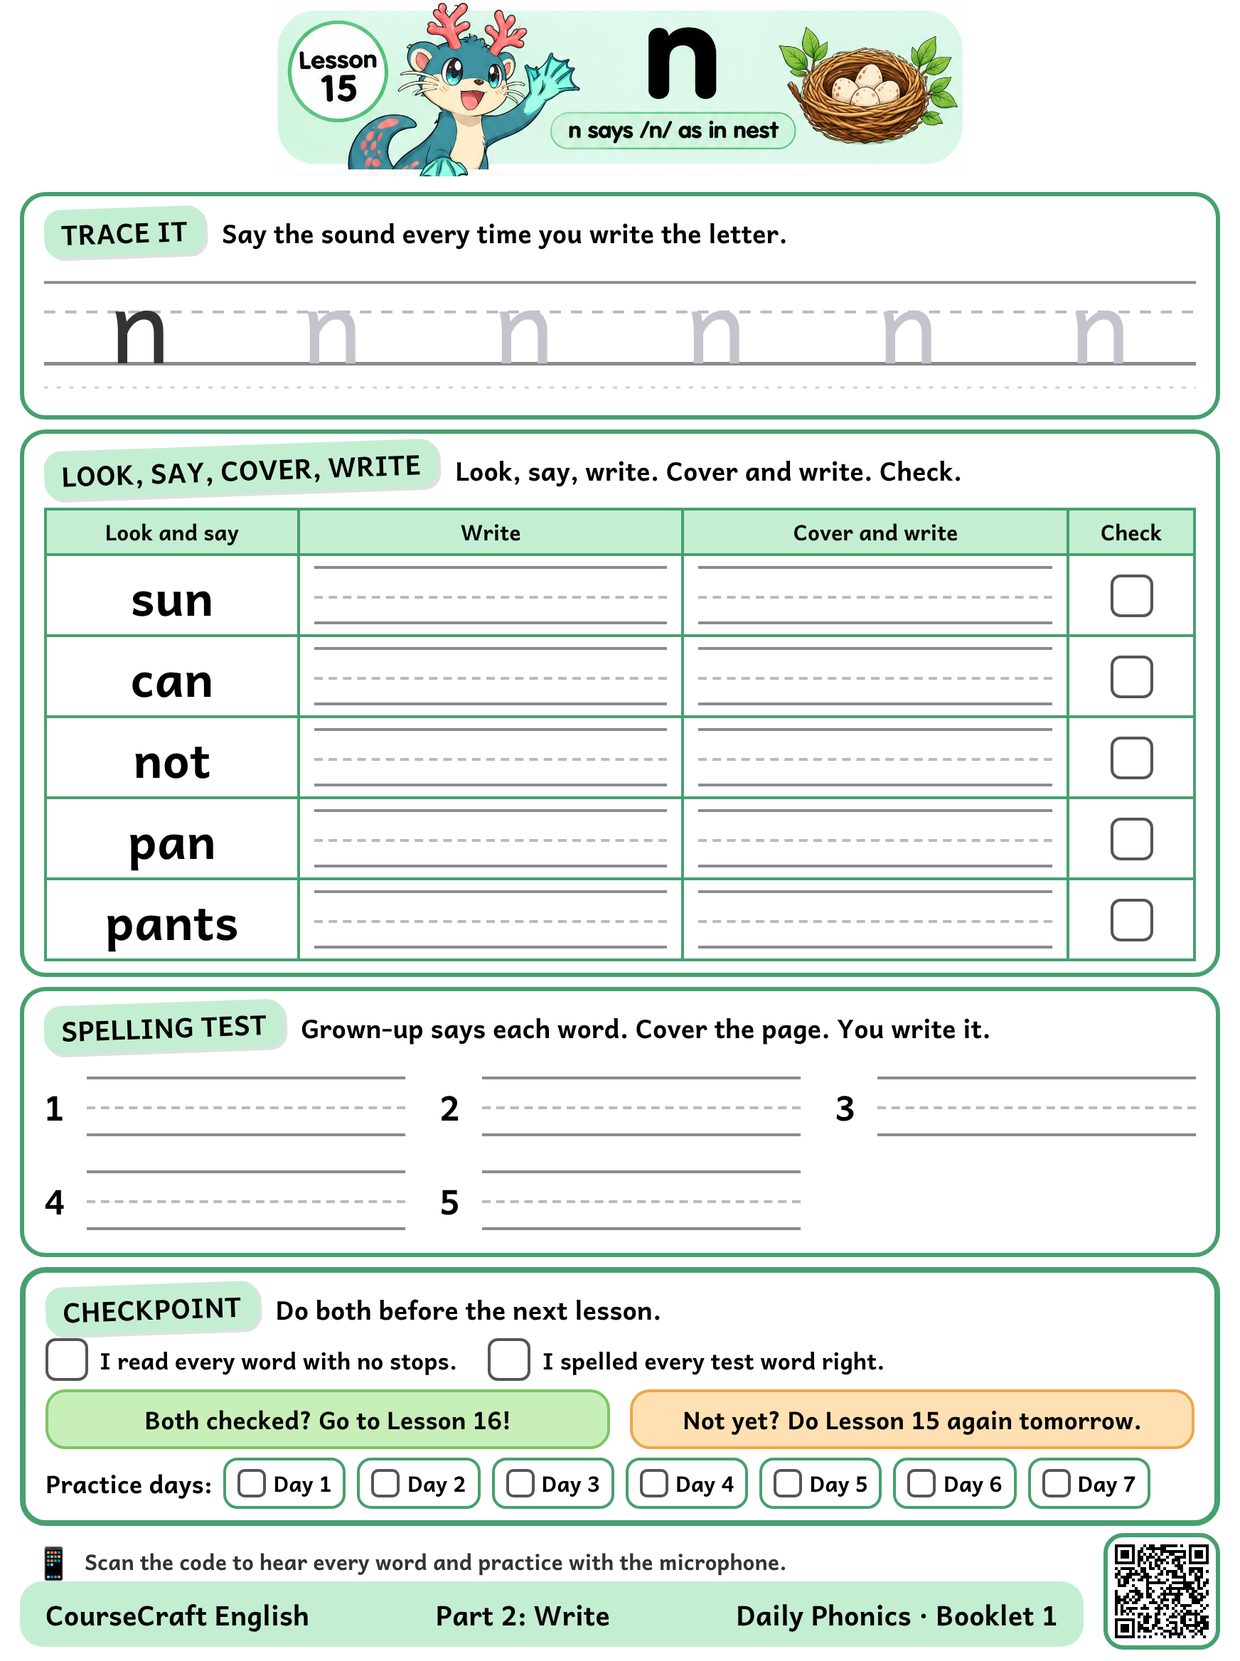 Lesson
15
n
n says /n/ as in nest
TRACE IT Say the sound every time you write the letter.
n n n n n n
LOOK, SAY, COVER, WRITE Look, say, write. Cover and write. Check.
Look and say Write Cover and write Check
sun
can
not
pan
pants
SPELLING TEST Grown-up says each word. Cover the page. You write it.
1 2 3
4 5
CHECKPOINT Do both before the next lesson.
I read every word with no stops. I spelled every test word right.
Both checked? Go to Lesson 16! Not yet? Do Lesson 15 again tomorrow.
Practice days: Day 1 Day 2 Day 3 Day 4 Day 5 Day 6 Day 7
Scan the code to hear every word and practice with the microphone.
CourseCraft English Part 2: Write Daily Phonics · Booklet 1